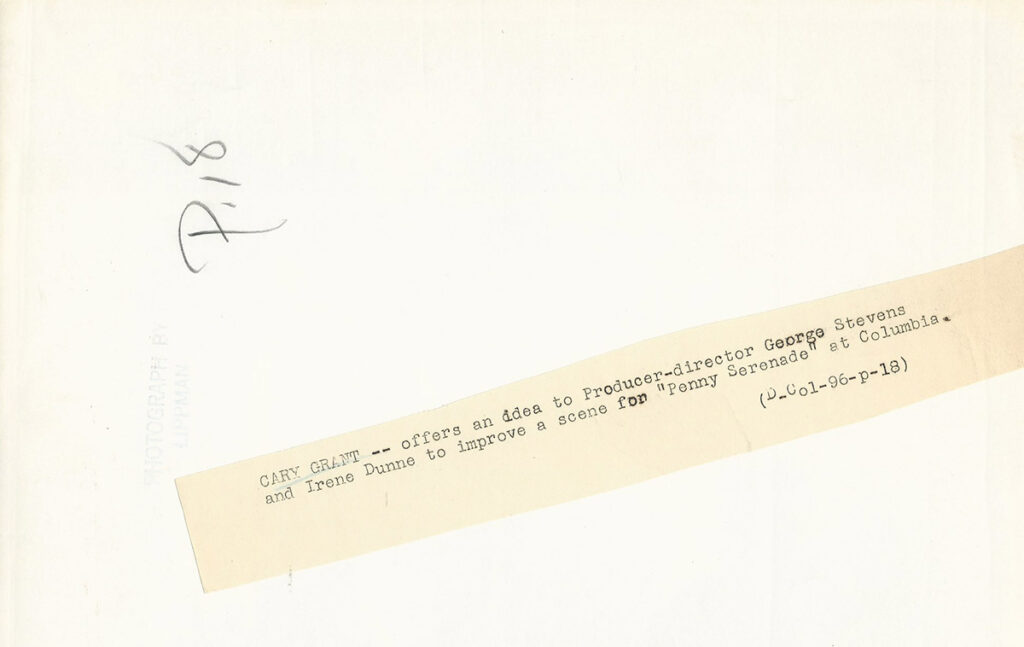 P.18
PHOTOGRAPH BY
LIPPMAN
CARY GRANT -- offers an idea to Producer-director George Stevens
and Irene Dunne to improve a scene for "Penny Serenade" at Columbia.
(D-Col-96-p-18)